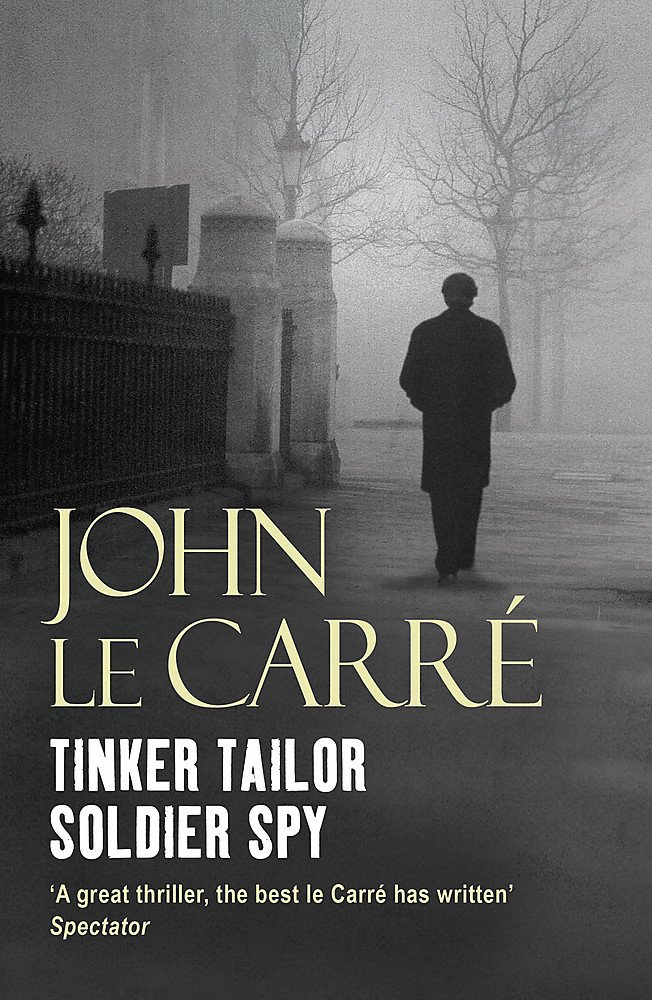 JOHN
LE CARRÉ
TINKER TAILOR
SOLDIER SPY
‘A great thriller, the best le Carré has written’
Spectator